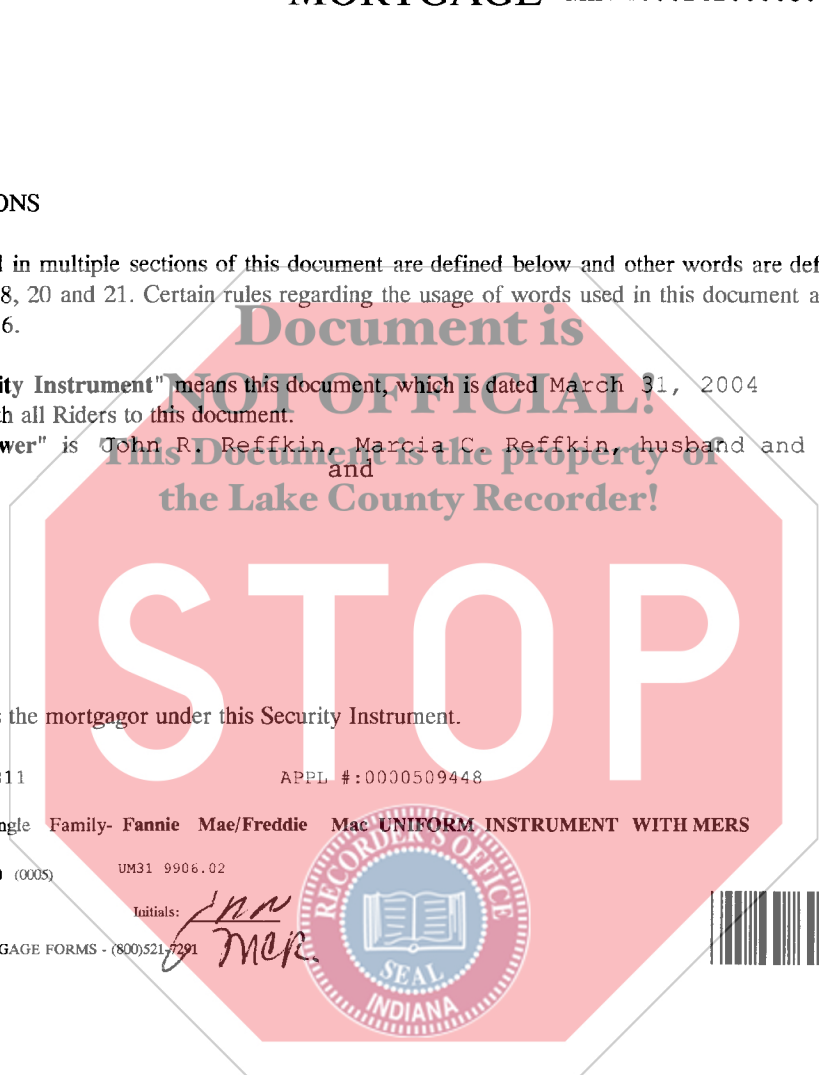 MORTGAGE
ONS
in multiple sections of this document are defined below and other words are def
8, 20 and 21. Certain rules regarding the usage of words used in this document a
6.
Document is
ity Instrument" means this document, which is dated March 31, 2004
NOT OFFICIAL!
th all Riders to this document.
wer" is John R. Reffkin, Marcia C. Reffkin, husband and
This Document is the property of
and
the Lake County Recorder!
STOP
the mortgagor under this Security Instrument.
311
APPL #:0000509448
ngle Family- Fannie Mae/Freddie Mac UNIFORM INSTRUMENT WITH MERS
(0005)
UM31 9906.02
RECORDER'S OFFICE
Initials:
MCR.
GAGE FORMS - (800)521-7291
SEAL
INDIANA